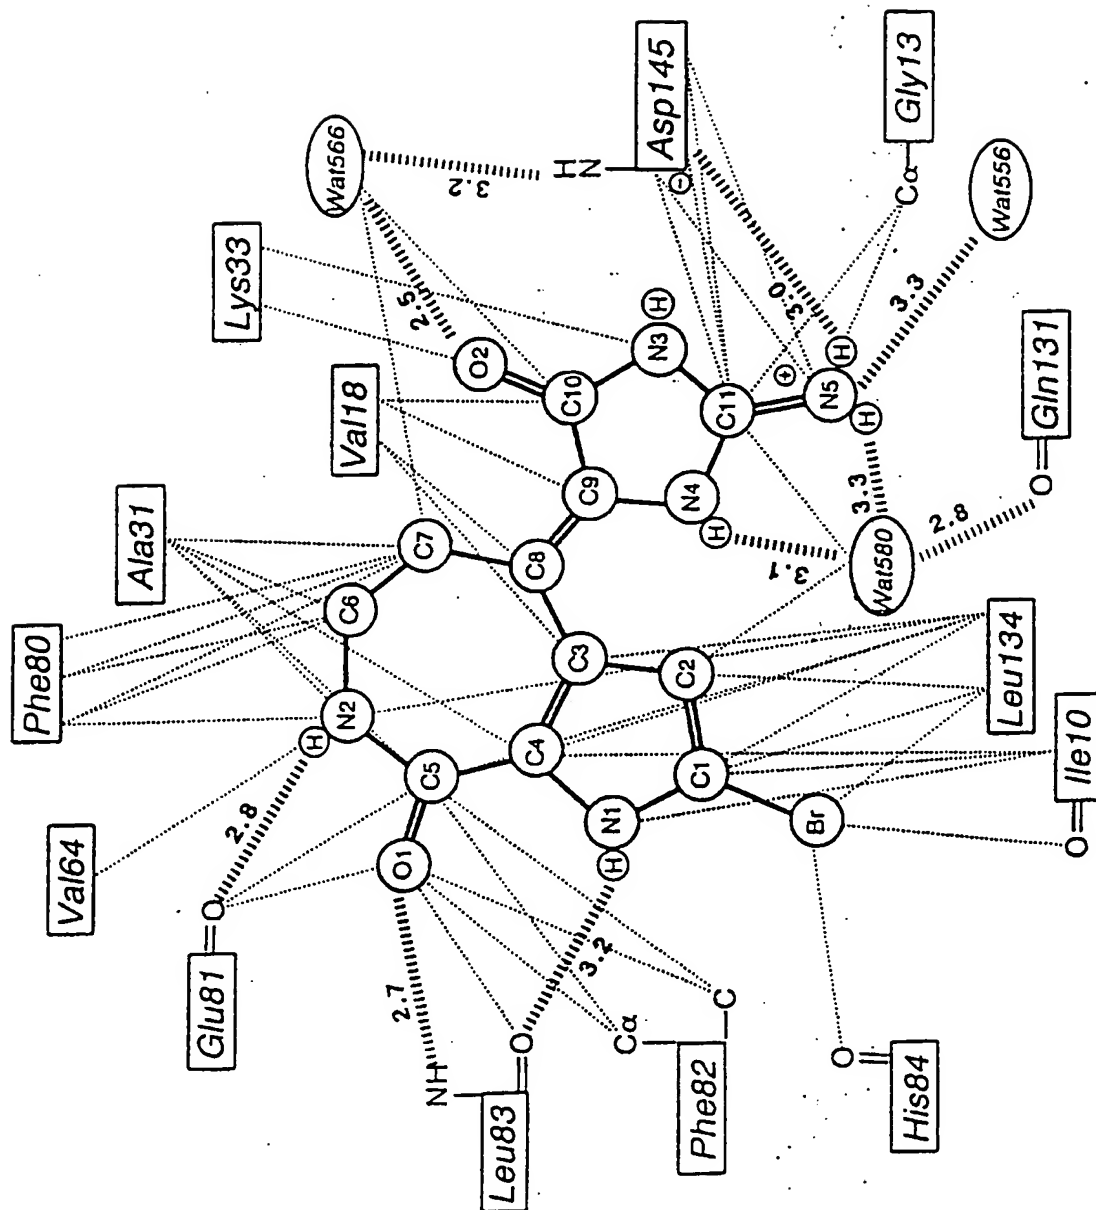 Phe80
Ala31
Val18
Lys33
Wat566
Val64
Glu81
O
2.8
H
N2
C6
C7
2.5
3.2
NH
Asp145
−
O1
C5
O2
C10
N3
H
2.7
NH
Leu83
O
C4
C3
C8
C9
N4
H
C11
+
3.0
Cα
Gly13
3.2
H
N1
C1
C2
3.1
N5
H
H
3.3
Wat556
Cα
C
Phe82
Br
Wat580
3.3
2.8
O
Gln131
O
His84
O
Ile10
Leu134